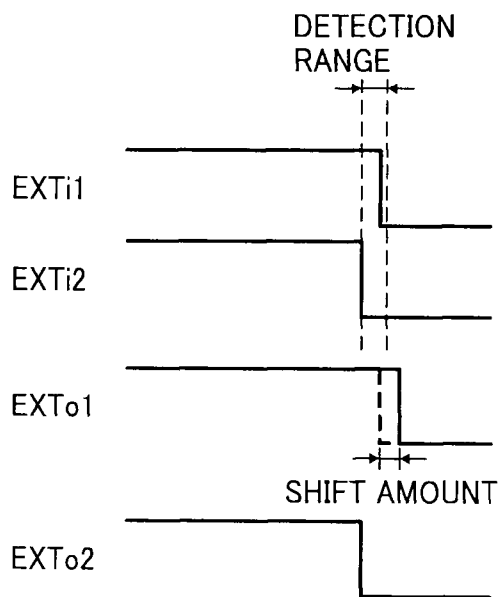 DETECTION
RANGE
EXTi1
EXTi2
EXTo1
SHIFT AMOUNT
EXTo2